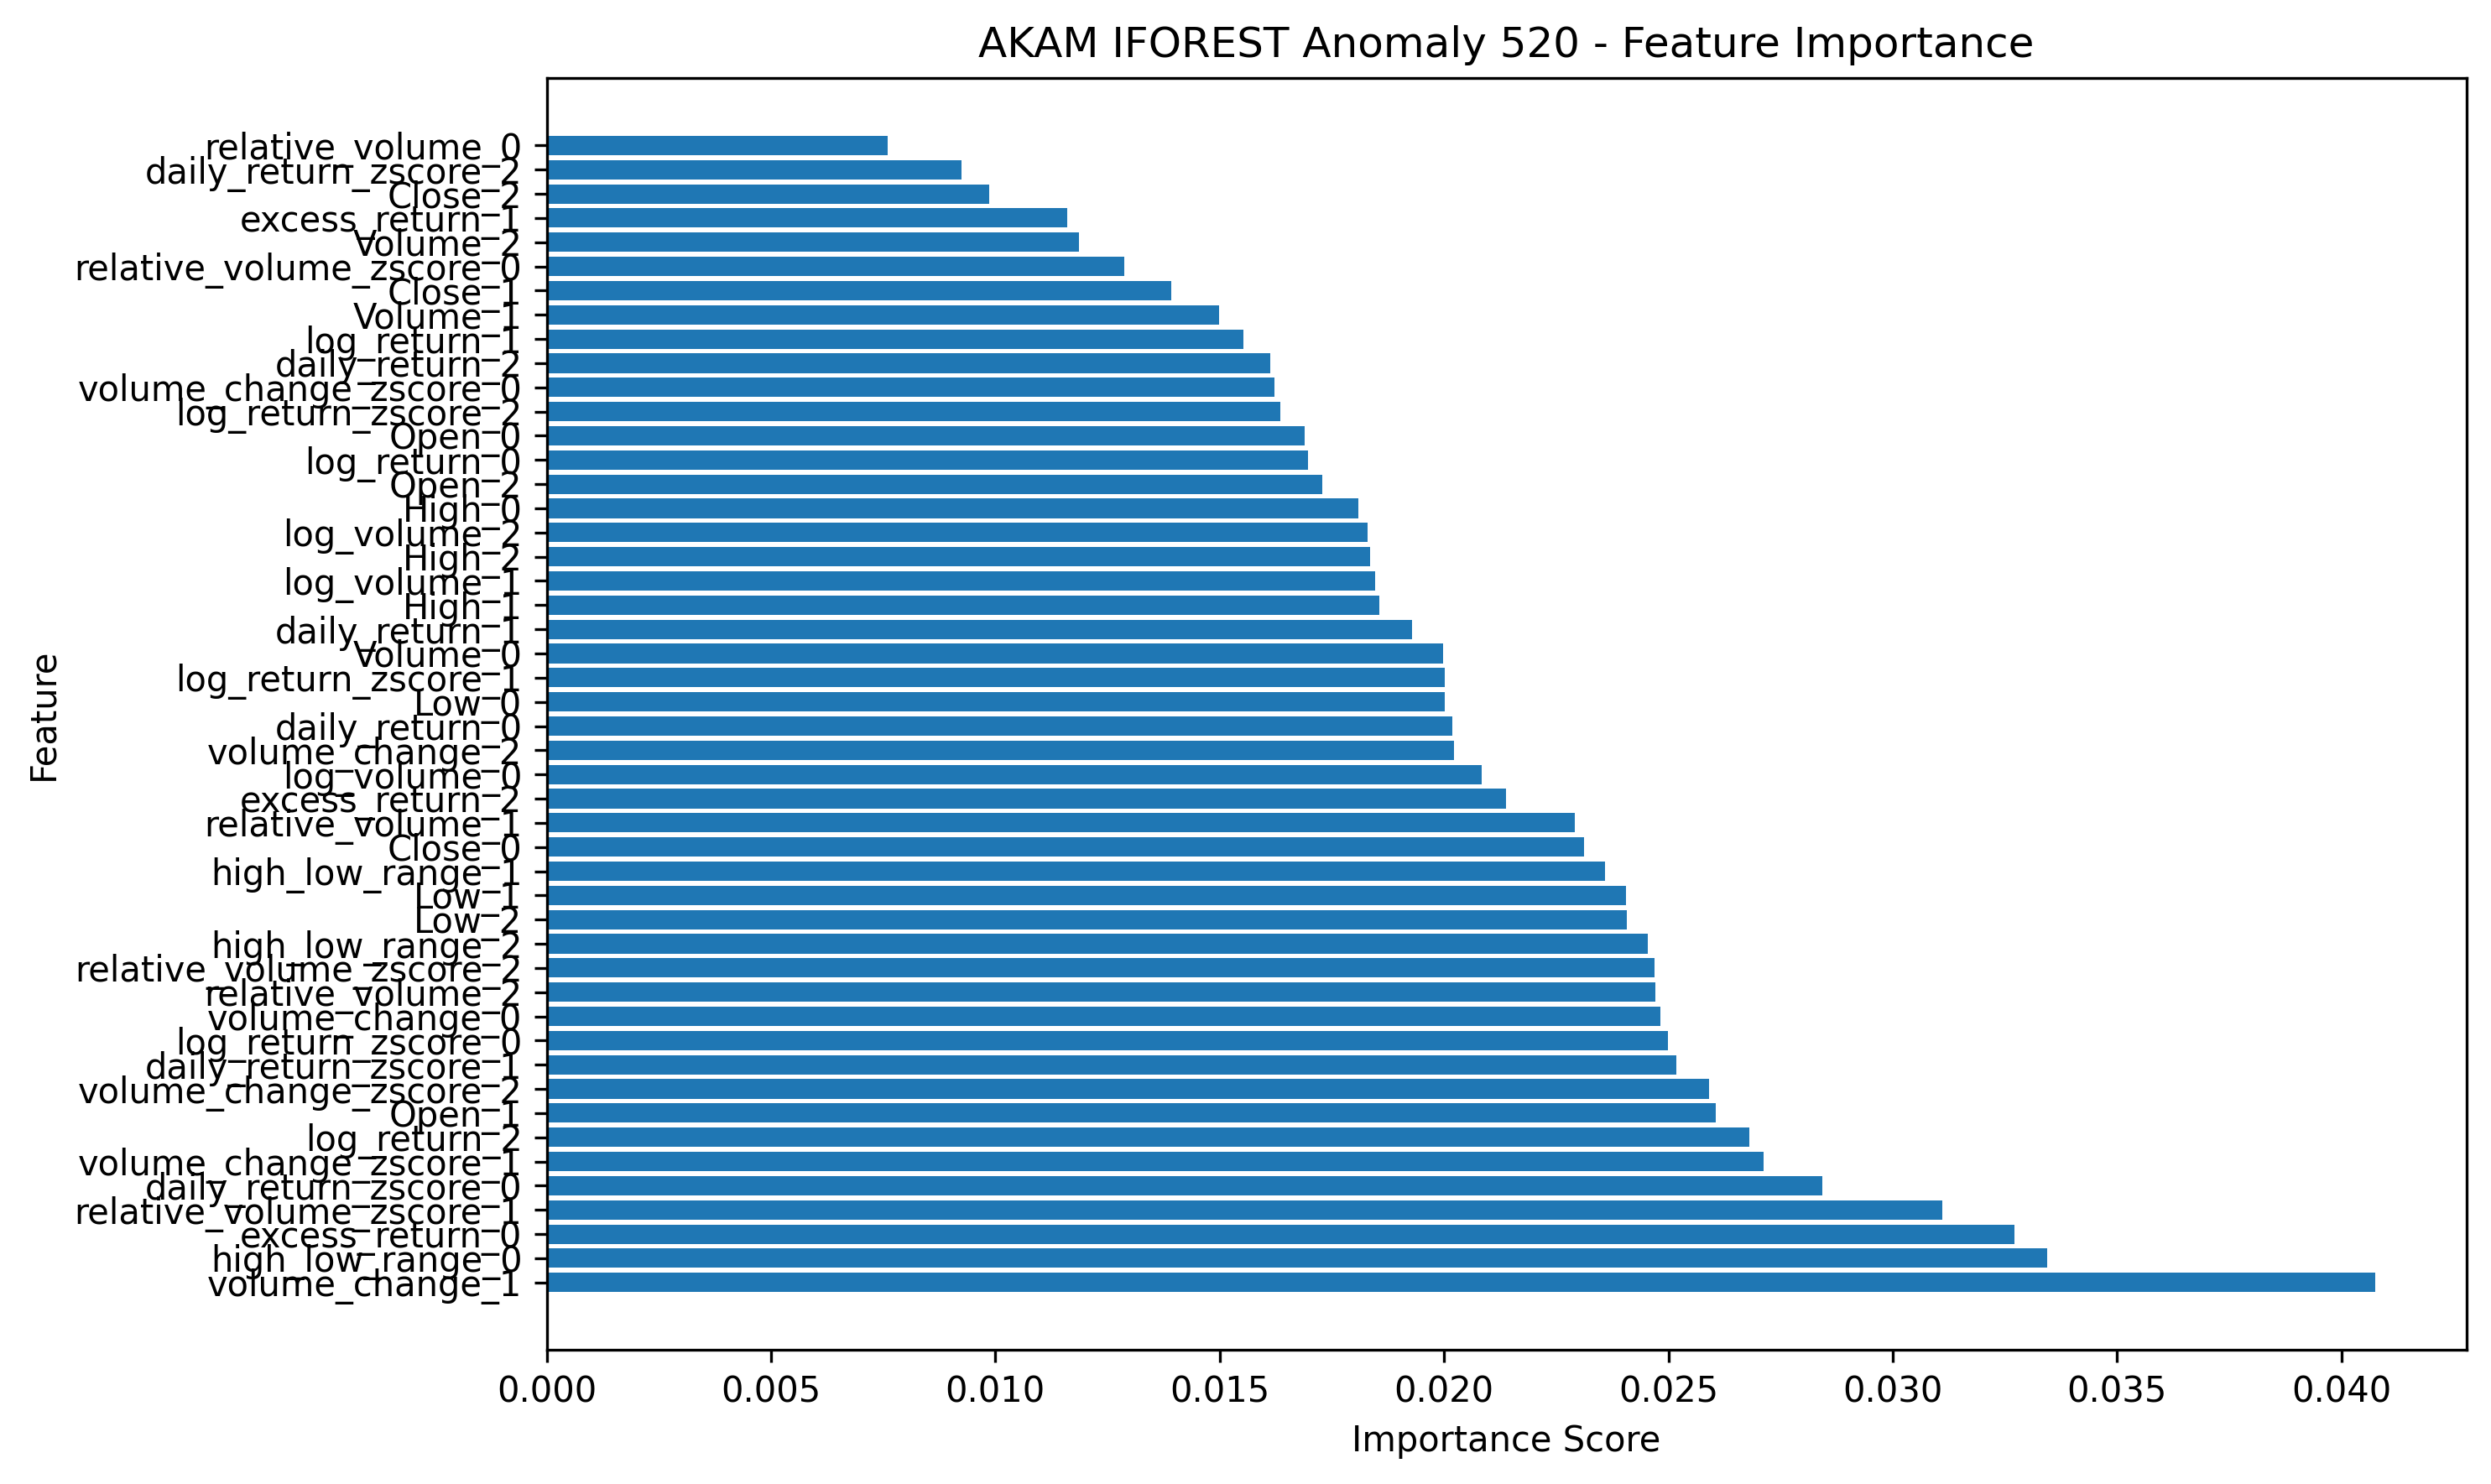 AKAM IFOREST Anomaly 520 - Feature Importance
relative_volume_0
daily_return_zscore_2
Close_2
excess_return_1
Volume_2
relative_volume_zscore_0
Close_1
Volume_1
log_return_1
daily_return_2
volume_change_zscore_0
log_return_zscore_2
Open_0
log_return_0
Open_2
High_0
log_volume_2
High_2
log_volume_1
High_1
daily_return_1
Volume_0
log_return_zscore_1
Low_0
daily_return_0
volume_change_2
log_volume_0
excess_return_2
relative_volume_1
Close_0
high_low_range_1
Low_1
Low_2
high_low_range_2
relative_volume_zscore_2
relative_volume_2
volume_change_0
log_return_zscore_0
daily_return_zscore_1
volume_change_zscore_2
Open_1
log_return_2
volume_change_zscore_1
daily_return_zscore_0
relative_volume_zscore_1
excess_return_0
high_low_range_0
volume_change_1
Feature
0.000 0.005 0.010 0.015 0.020 0.025 0.030 0.035 0.040
Importance Score